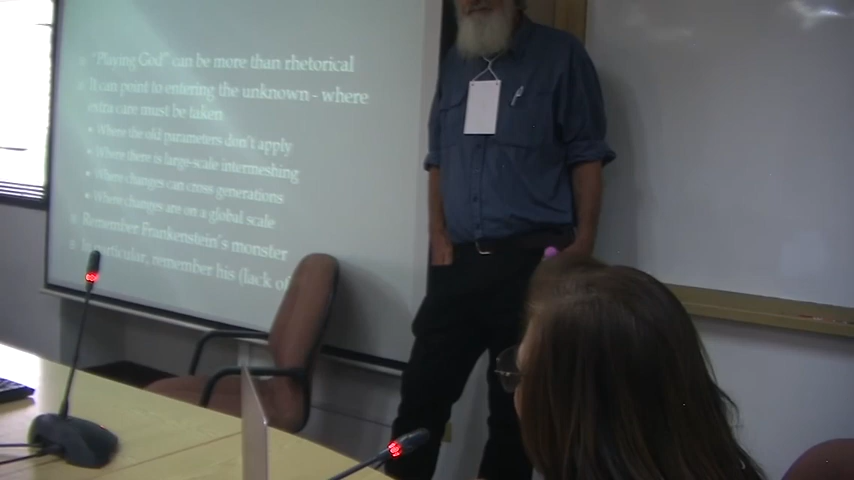 "Playing God" can be more than rhetorical
It can point to entering the unknown - where
extra care must be taken
• Where the old parameters don't apply
• Where there is large-scale intermeshing
• Where changes can cross generations
• Where changes are on a global scale
Remember Frankenstein's monster
In particular, remember his (lack of